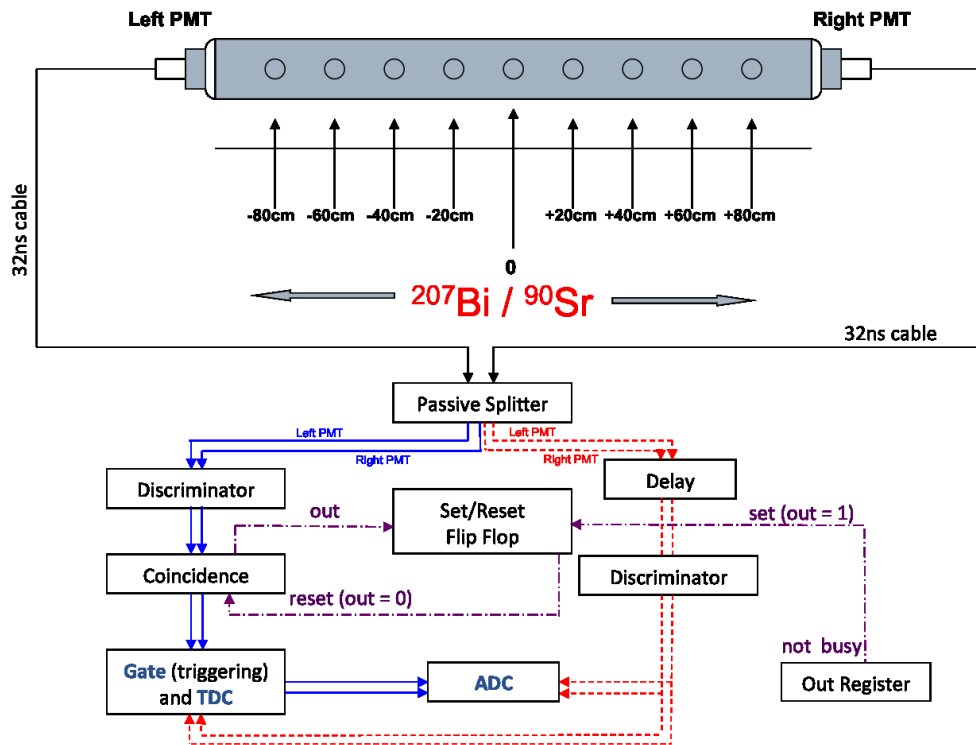 Left PMT
Right PMT
-80cm
-60cm
-40cm
-20cm
+20cm
+40cm
+60cm
+80cm
0
32ns cable
²⁰⁷Bi / ⁹⁰Sr
32ns cable
Passive Splitter
Left PMT
Left PMT
Right PMT
Right PMT
Discriminator
Delay
out
Set/Reset
Flip Flop
set (out = 1)
Coincidence
Discriminator
reset (out = 0)
not busy
Gate (triggering)
and TDC
ADC
Out Register